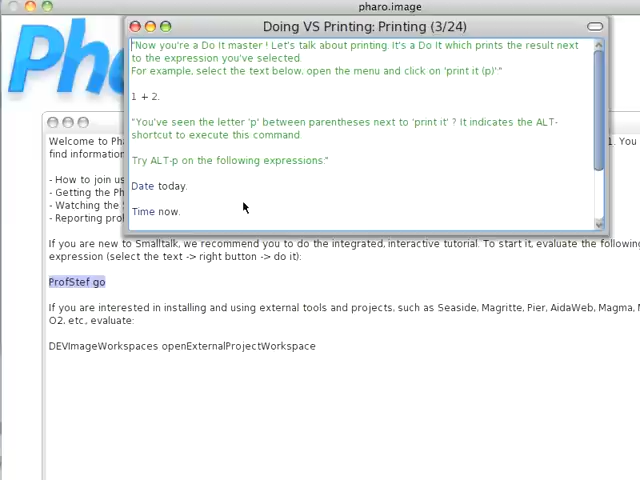 pharo.image
Doing VS Printing: Printing (3/24)
"Now you're a Do It master ! Let's talk about printing. It's a Do It which prints the result next
to the expression you've selected.
For example, select the text below, open the menu and click on 'print it (p)'."
1 + 2.
"You've seen the letter 'p' between parentheses next to 'print it' ? It indicates the ALT-
shortcut to execute this command.
Try ALT-p on the following expressions."
Date today.
Time now.
Pha
Welcome to Pha
1. You
find information
- How to join us
- Getting the Ph
- Watching the S
- Reporting prob
If you are new to Smalltalk, we recommend you to do the integrated, interactive tutorial. To start it, evaluate the following
expression (select the text -> right button -> do it):
ProfStef go
If you are interested in installing and using external tools and projects, such as Seaside, Magritte, Pier, AidaWeb, Magma, M
O2, etc, evaluate:
DEVImageWorkspaces openExternalProjectWorkspace